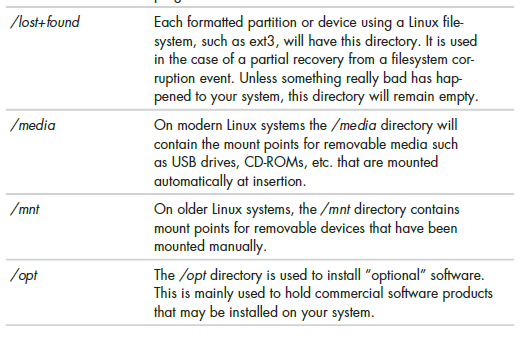 /lost+found Each formatted partition or device using a Linux file-
system, such as ext3, will have this directory. It is used
in the case of a partial recovery from a filesystem cor-
ruption event. Unless something really bad has hap-
pened to your system, this directory will remain empty.
/media On modern Linux systems the /media directory will
contain the mount points for removable media such
as USB drives, CD-ROMs, etc. that are mounted
automatically at insertion.
/mnt On older Linux systems, the /mnt directory contains
mount points for removable devices that have been
mounted manually.
/opt The /opt directory is used to install “optional” software.
This is mainly used to hold commercial software products
that may be installed on your system.